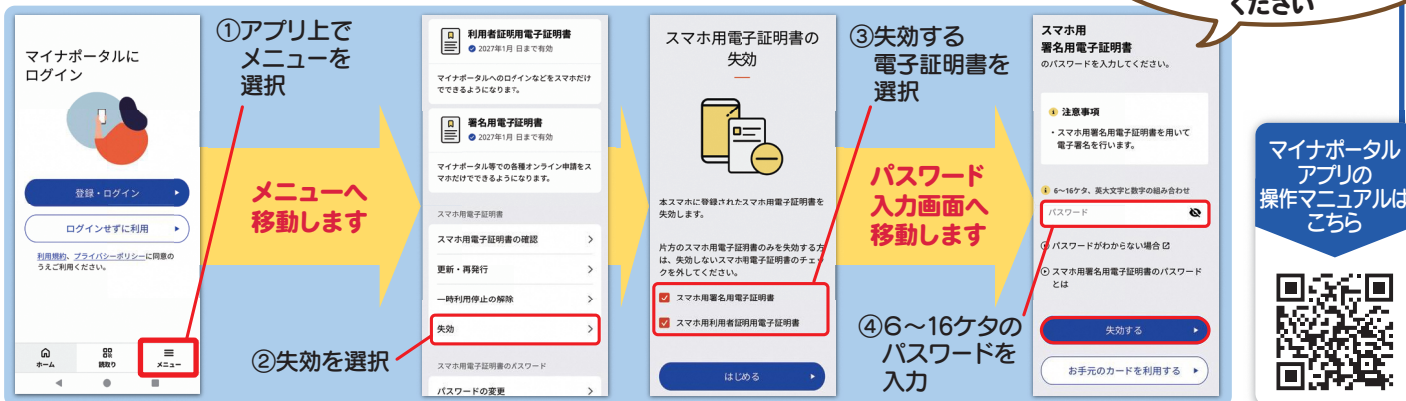 ください
マイナポータルに
ログイン
登録・ログイン
ログインせずに利用
利用規約、プライバシーポリシーに同意の
うえご利用ください。
ホーム
読取り
メニュー
①アプリ上で
メニューを
選択
メニューへ
移動します
②失効を選択
利用者証明用電子証明書
2027年1月 日まで有効
マイナポータルへのログインなどをスマホだけ
でできるようになります。
署名用電子証明書
2027年1月 日まで有効
マイナポータル等での各種オンライン申請をス
マホだけでできるようになります。
スマホ用電子証明書
スマホ用電子証明書の確認
更新・再発行
一時利用停止の解除
失効
スマホ用電子証明書のパスワード
パスワードの変更
スマホ用電子証明書の
失効
本スマホに登録されたスマホ用電子証明書を
失効します。
片方のスマホ用電子証明書のみを失効する方
は、失効しないスマホ用電子証明書のチェッ
クを外してください。
スマホ用署名用電子証明書
スマホ用利用者証明用電子証明書
はじめる
③失効する
電子証明書を
選択
パスワード
入力画面へ
移動します
④6～16ケタの
パスワードを
入力
スマホ用
署名用電子証明書
のパスワードを入力してください。
注意事項
・スマホ用署名用電子証明書を用いて
電子署名を行います。
6～16ケタ、英大文字と数字の組み合わせ
パスワード
パスワードがわからない場合
スマホ用署名用電子証明書のパスワード
とは
失効する
お手元のカードを利用する
マイナポータル
アプリの
操作マニュアルは
こちら